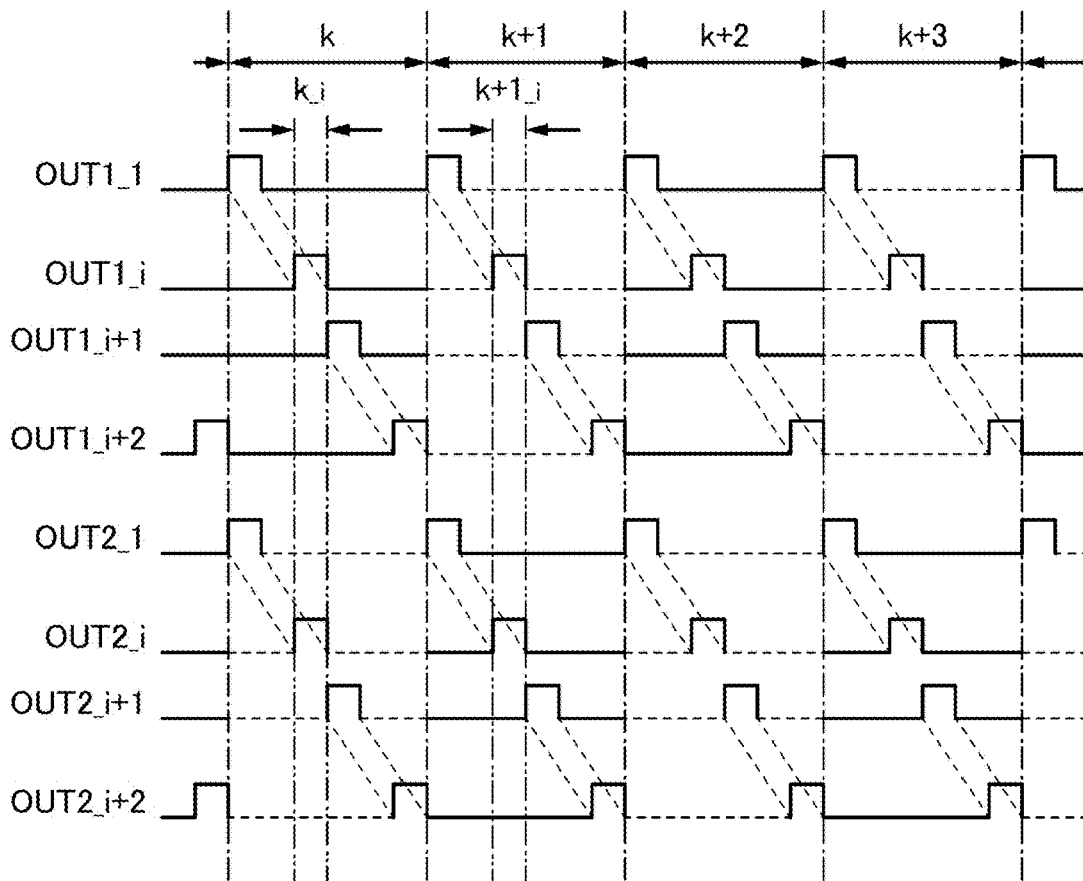 k k+1 k+2 k+3
k_i k+1_i
OUT1_1
OUT1_i
OUT1_i+1
OUT1_i+2
OUT2_1
OUT2_i
OUT2_i+1
OUT2_i+2